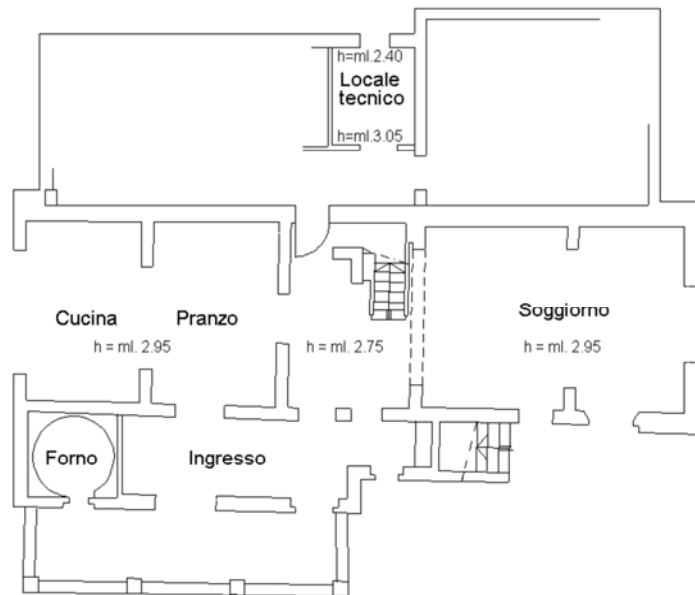 h=ml.2.40
Locale
tecnico
h=ml.3.05
Cucina
Pranzo
Soggiorno
h = ml. 2.95
h = ml. 2.75
h = ml. 2.95
Forno
Ingresso